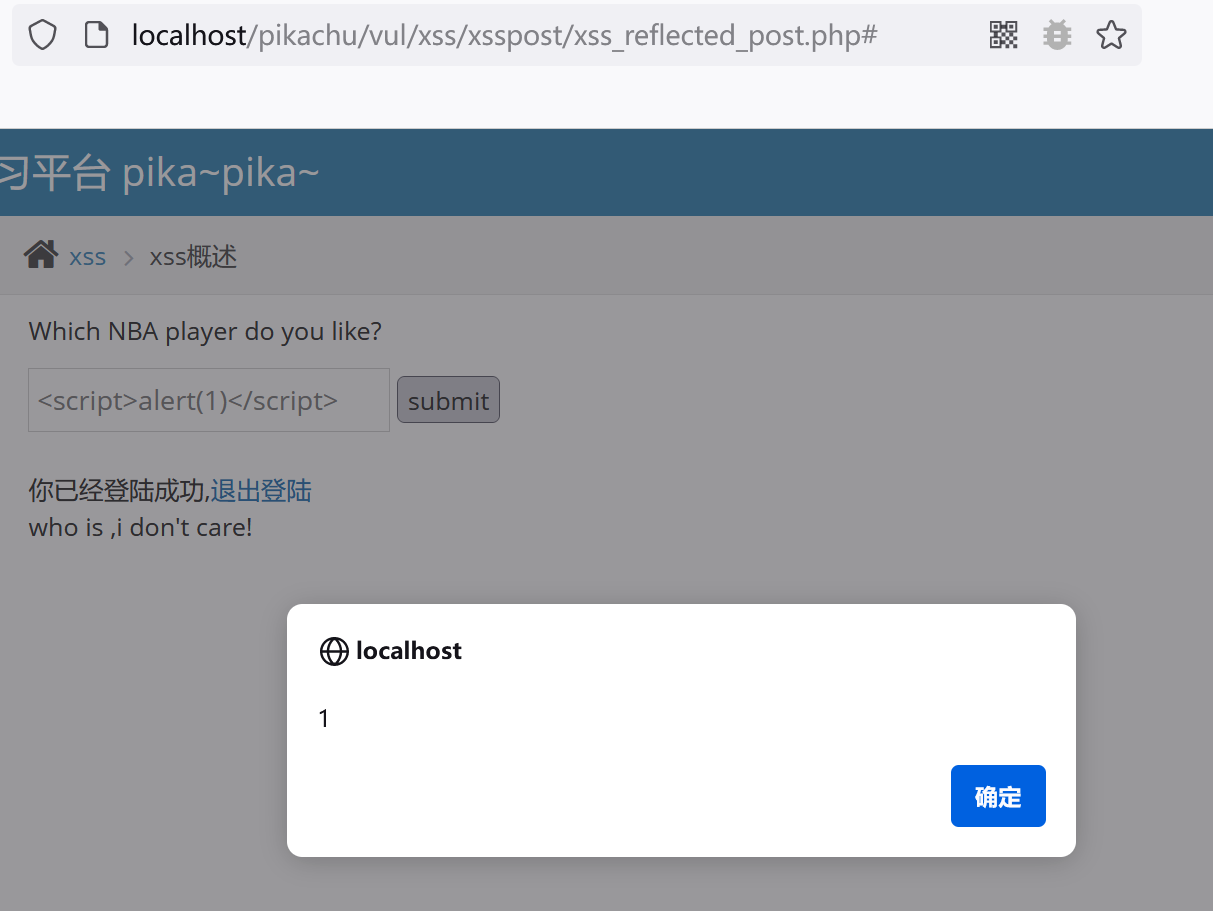 localhost/pikachu/vul/xss/xsspost/xss_reflected_post.php#
习平台 pika~pika~
xss > xss概述
Which NBA player do you like?
<script>alert(1)</script> submit
你已经登陆成功,退出登陆
who is ,i don't care!
localhost
1
确定